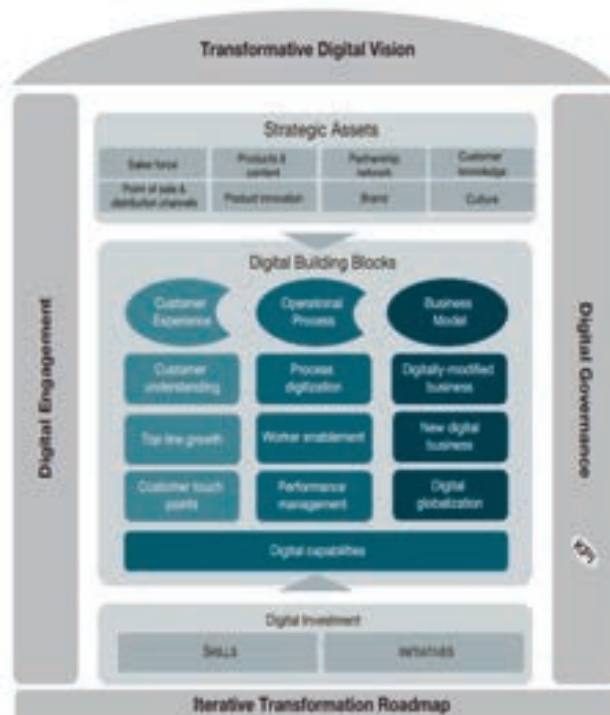 Transformative Digital Vision
Digital Engagement
Strategic Assets
Sales force
Products &
content
Partnership
network
Customer
knowledge
Point of sale &
distribution channels
Product innovation
Brand
Culture
Digital Building Blocks
Customer
Experience
Operational
Process
Business
Model
Customer
understanding
Process
digitization
Digitally-modified
business
Top line growth
Worker enablement
New digital
business
Customer touch
points
Performance
management
Digital
globalization
Digital capabilities
Digital Investment
SKILLS
INITIATIVES
Digital Governance
KPI
Iterative Transformation Roadmap